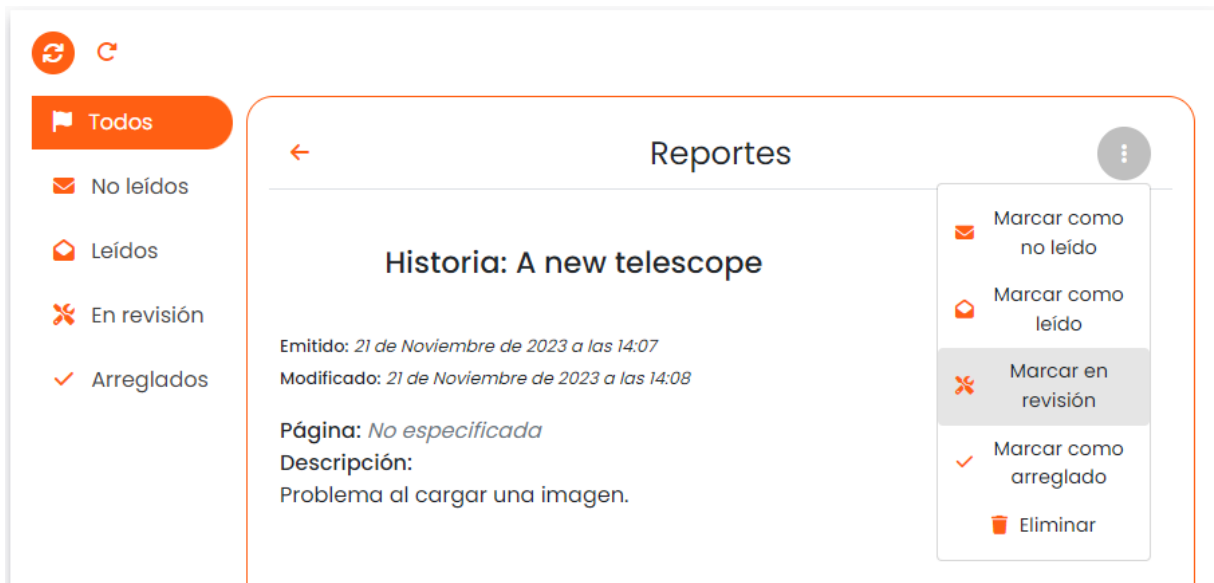 Todos
No leídos
Leídos
En revisión
Arreglados
Reportes
Historia: A new telescope
Emitido: 21 de Noviembre de 2023 a las 14:07
Modificado: 21 de Noviembre de 2023 a las 14:08
Página: No especificada
Descripción:
Problema al cargar una imagen.
Marcar como
no leído
Marcar como
leído
Marcar en
revisión
Marcar como
arreglado
Eliminar